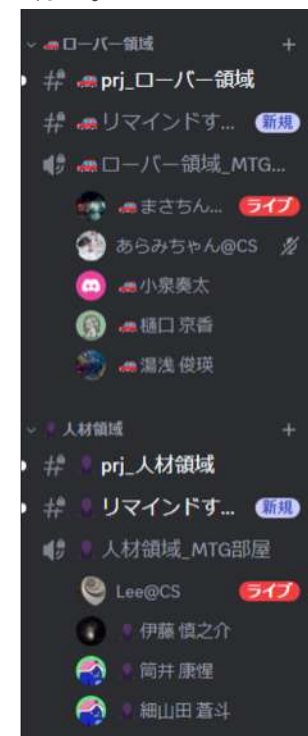 ローバー領域
prj_ローバー領域
リマインドす... 新規
ローバー領域_MTG...
まさちん... ライブ
あらみちゃん@CS
小泉奏太
樋口 京香
湯浅 俊瑛
人材領域
prj_人材領域
リマインドす... 新規
人材領域_MTG部屋
Lee@CS ライブ
伊藤 慎之介
筒井 康惺
細山田 蒼斗